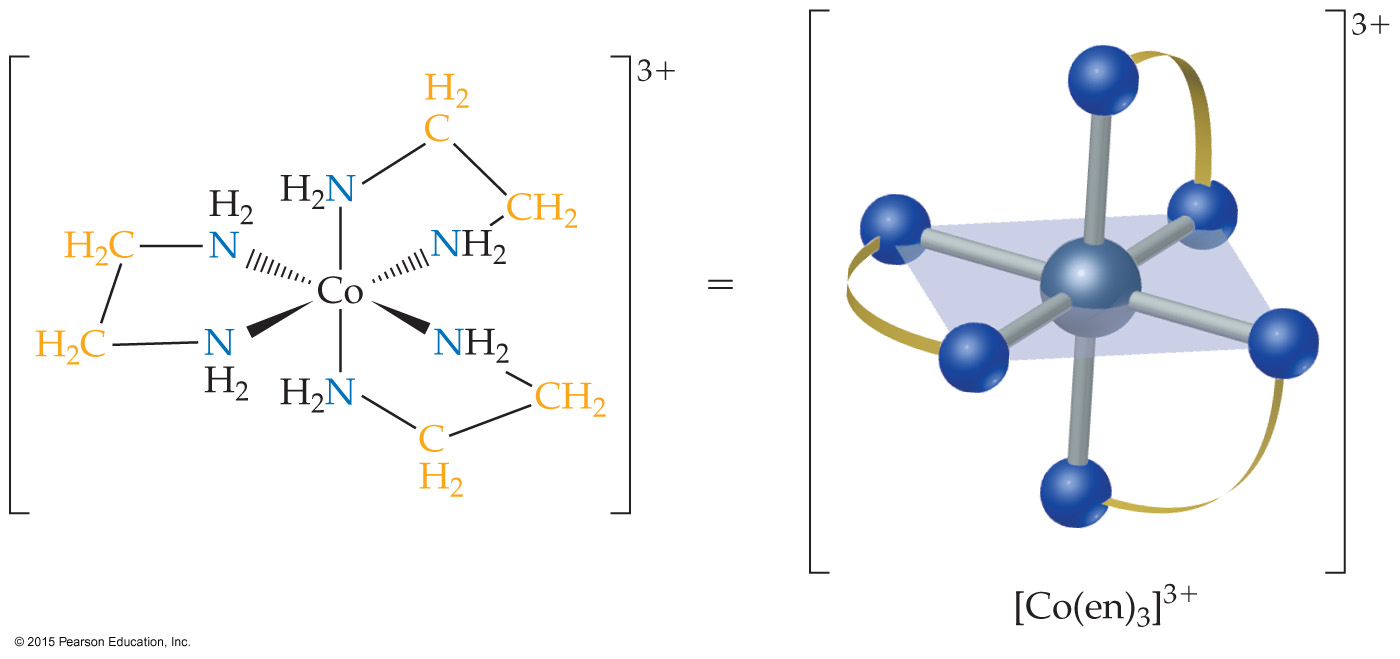 3+
H₂
C
H₂N
CH₂
H₂
H₂C
N
NH₂
Co
H₂C
N
H₂
NH₂
H₂N
CH₂
C
H₂
=
3+
[Co(en)₃]³⁺
© 2015 Pearson Education, Inc.